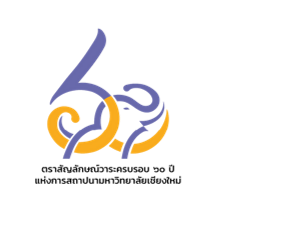 ๖๐
ตราสัญลักษณ์วาระครบรอบ ๖๐ ปี
แห่งการสถาปนามหาวิทยาลัยเชียงใหม่